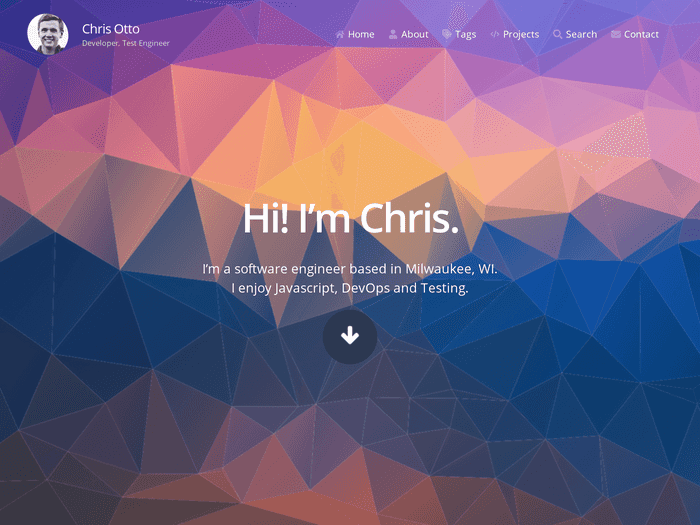 Chris Otto
Developer. Test Engineer
Home About Tags Projects Search Contact
Hi! I’m Chris.
I’m a software engineer based in Milwaukee, WI.
I enjoy Javascript, DevOps and Testing.